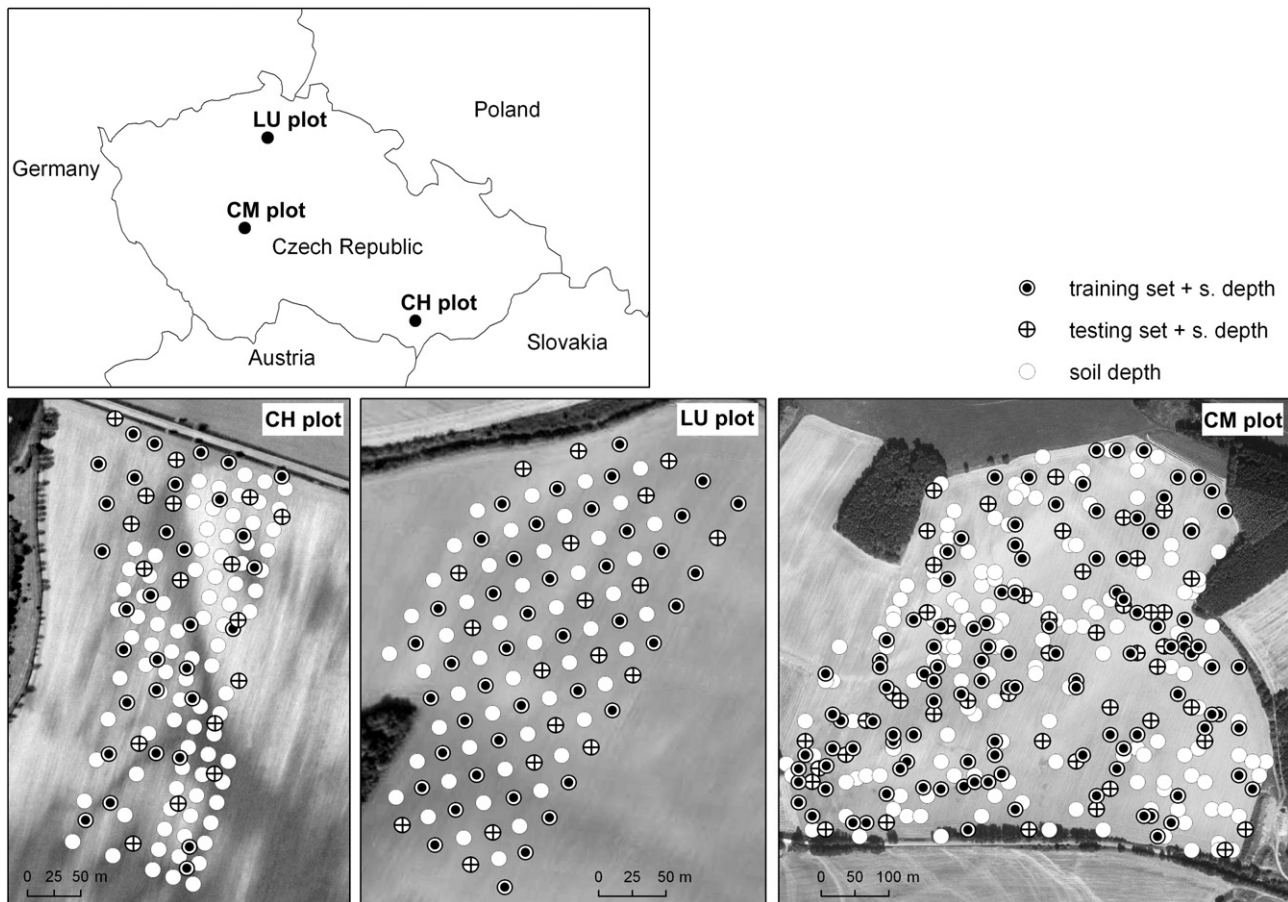 LU plot
Poland
Germany
CM plot
Czech Republic
CH plot
Slovakia
Austria
training set + s. depth
testing set + s. depth
soil depth
CH plot
LU plot
CM plot
0 25 50 m
0 25 50 m
0 50 100 m